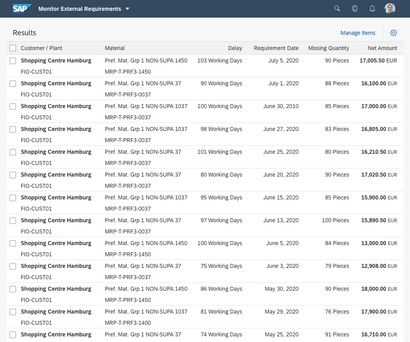 SAP Monitor External Requirements
Results Manage Items
Customer / Plant Material Delay Requirement Date Missing Quantity Net Amount
Shopping Centre Hamburg Pref. Mat. Grp 1 NON-SUPA 1450 103 Working Days July 5, 2020 90 Pieces 17,005.50 EUR
FIO-CUST01 MRP-T-PRF3-1450
Shopping Centre Hamburg Pref. Mat. Grp 1 NON-SUPA 37 90 Working Days July 1, 2020 88 Pieces 16,100.00 EUR
FIO-CUST01 MRP-T-PRF3-0037
Shopping Centre Hamburg Pref. Mat. Grp 1 NON-SUPA 1037 100 Working Days June 30, 2010 85 Pieces 17,000.00 EUR
FIO-CUST01 MRP-T-PRF3-0037
Shopping Centre Hamburg Pref. Mat. Grp 1 NON-SUPA 1037 98 Working Days June 27, 2020 83 Pieces 16,805.00 EUR
FIO-CUST01 MRP-T-PRF3-0037
Shopping Centre Hamburg Pref. Mat. Grp 1 NON-SUPA 37 101 Working Days June 25, 2020 80 Pieces 16,210.50 EUR
FIO-CUST01 MRP-T-PRF3-0037
Shopping Centre Hamburg Pref. Mat. Grp 1 NON-SUPA 37 80 Working Days June 20, 2020 90 Pieces 17,020.50 EUR
FIO-CUST01 MRP-T-PRF3-0037
Shopping Centre Hamburg Pref. Mat. Grp 1 NON-SUPA 1037 95 Working Days June 15, 2020 85 Pieces 15,900.00 EUR
FIO-CUST01 MRP-T-PRF3-0037
Shopping Centre Hamburg Pref. Mat. Grp 1 NON-SUPA 37 97 Working Days June 13, 2020 100 Pieces 15,890.50 EUR
FIO-CUST01 MRP-T-PRF3-0037
Shopping Centre Hamburg Pref. Mat. Grp 1 NON-SUPA 1450 100 Working Days June 5, 2020 84 Pieces 13,000.00 EUR
FIO-CUST01 MRP-T-PRF3-1450
Shopping Centre Hamburg Pref. Mat. Grp 1 NON-SUPA 37 75 Working Days June 3, 2020 79 Pieces 12,908.00 EUR
FIO-CUST01 MRP-T-PRF3-0037
Shopping Centre Hamburg Pref. Mat. Grp 1 NON-SUPA 1450 86 Working Days May 30, 2020 90 Pieces 18,000.00 EUR
FIO-CUST01 MRP-T-PRF3-1450
Shopping Centre Hamburg Pref. Mat. Grp 1 NON-SUPA 1037 81 Working Days May 29, 2020 76 Pieces 17,900.00 EUR
FIO-CUST01 MRP-T-PRF3-1400
Shopping Centre Hamburg Pref. Mat. Grp 1 NON-SUPA 37 74 Working Days May 25, 2020 91 Pieces 16,710.00 EUR